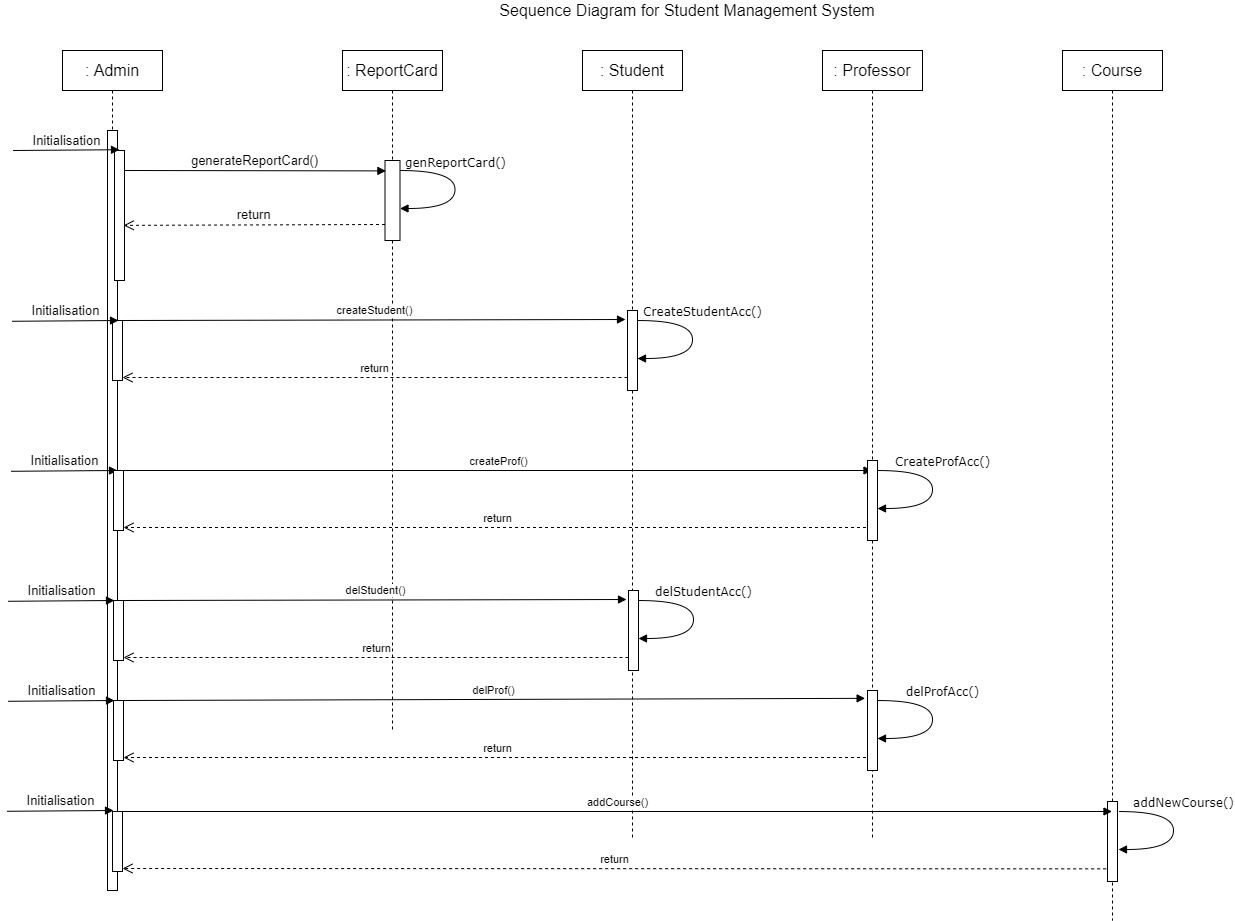 Sequence Diagram for Student Management System
: Admin
: ReportCard
: Student
: Professor
: Course
Initialisation
generateReportCard()
genReportCard()
return
Initialisation
createStudent()
CreateStudentAcc()
return
Initialisation
createProf()
CreateProfAcc()
return
Initialisation
delStudent()
delStudentAcc()
return
Initialisation
delProf()
delProfAcc()
return
Initialisation
addCourse()
addNewCourse()
return